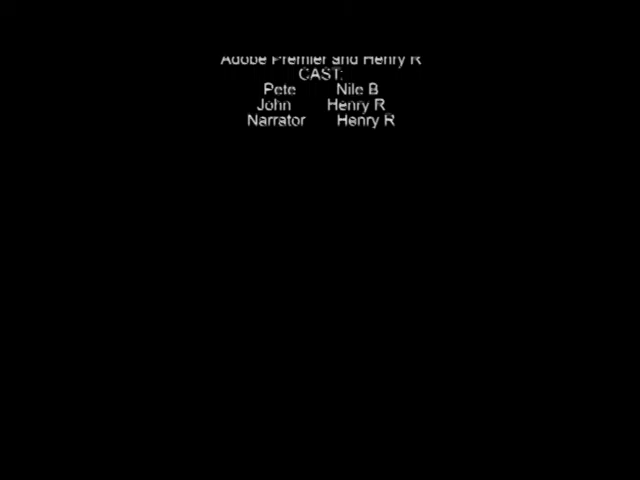 Adobe Premier and Henry R
CAST:
Pete Nile B
John Henry R
Narrator Henry R